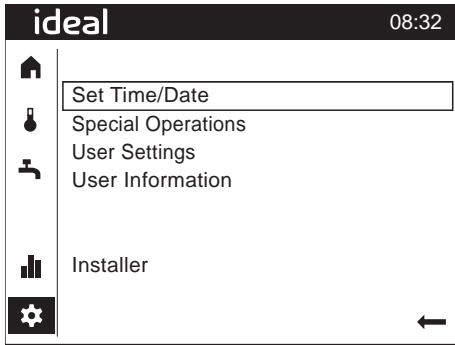 ideal 08:32
Set Time/Date
Special Operations
User Settings
User Information
Installer